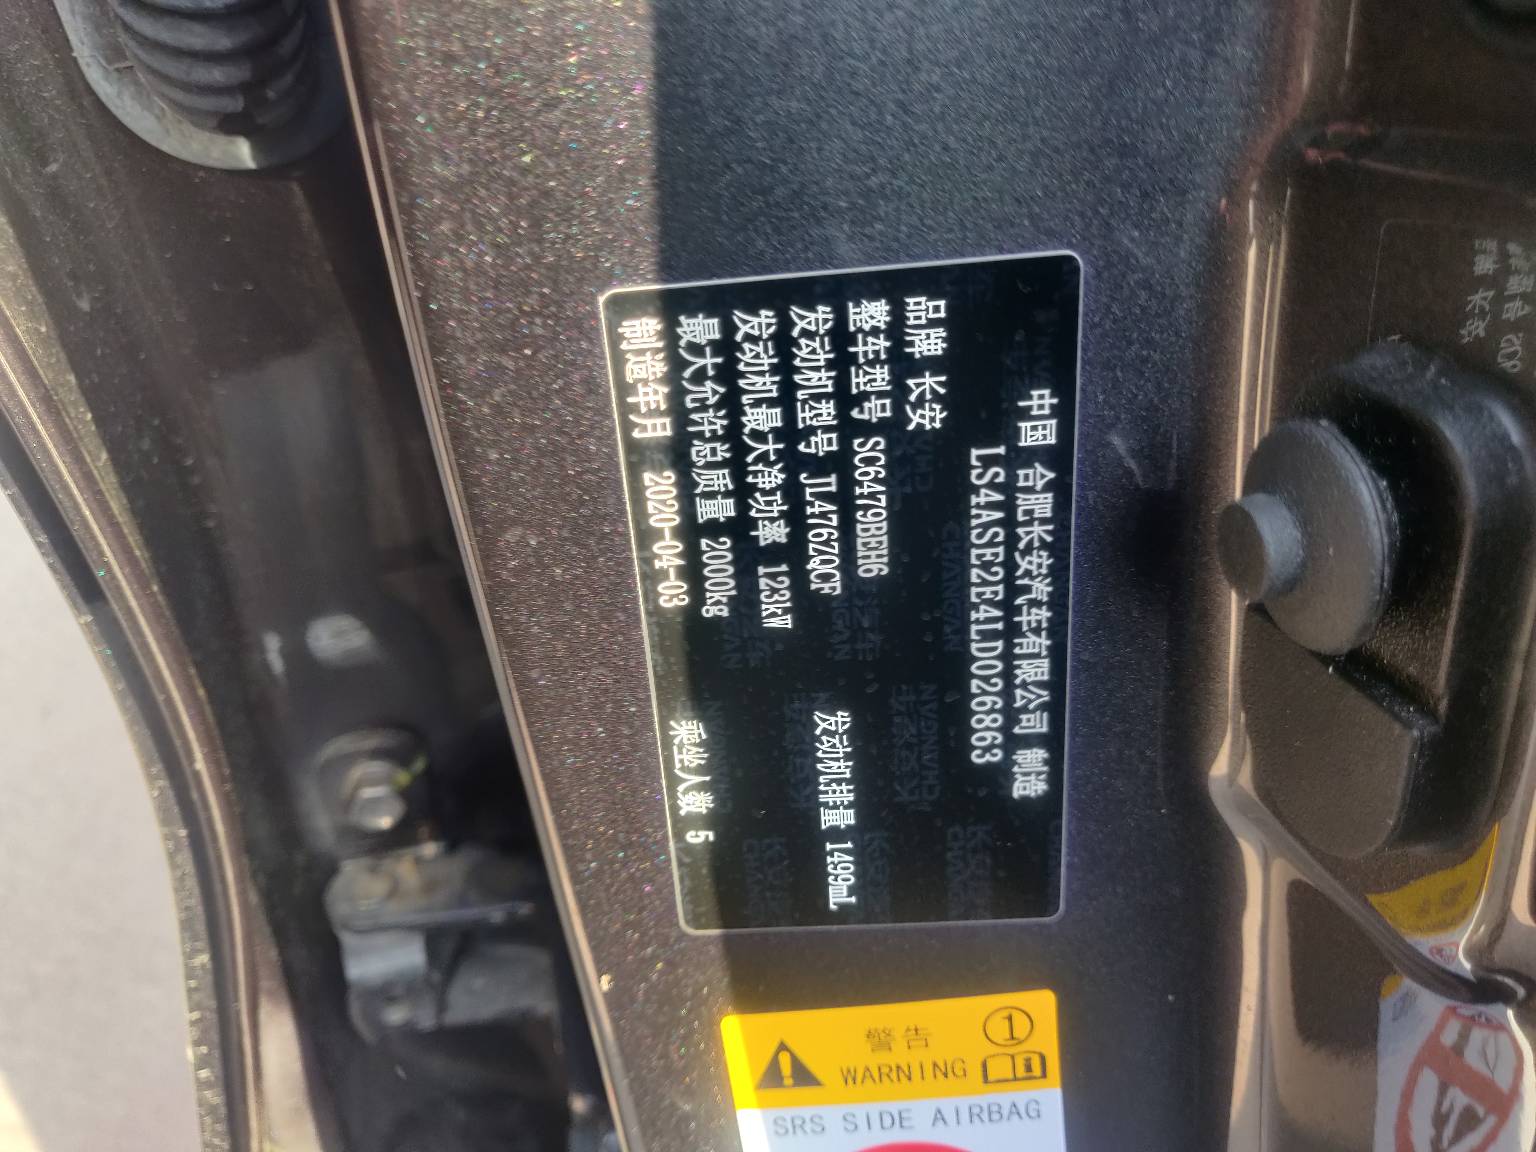 中国 合肥长安汽车有限公司 制造
LS4ASE2E4LD026863
品牌 长安
整车型号 SC6479BEH6
发动机型号 JL476ZQCF 发动机排量 1499mL
发动机最大净功率 123kW
最大允许总质量 2000kg
制造年月 2020-04-03 乘坐人数 5
1
警告
WARNING
SRS SIDE AIRBAG